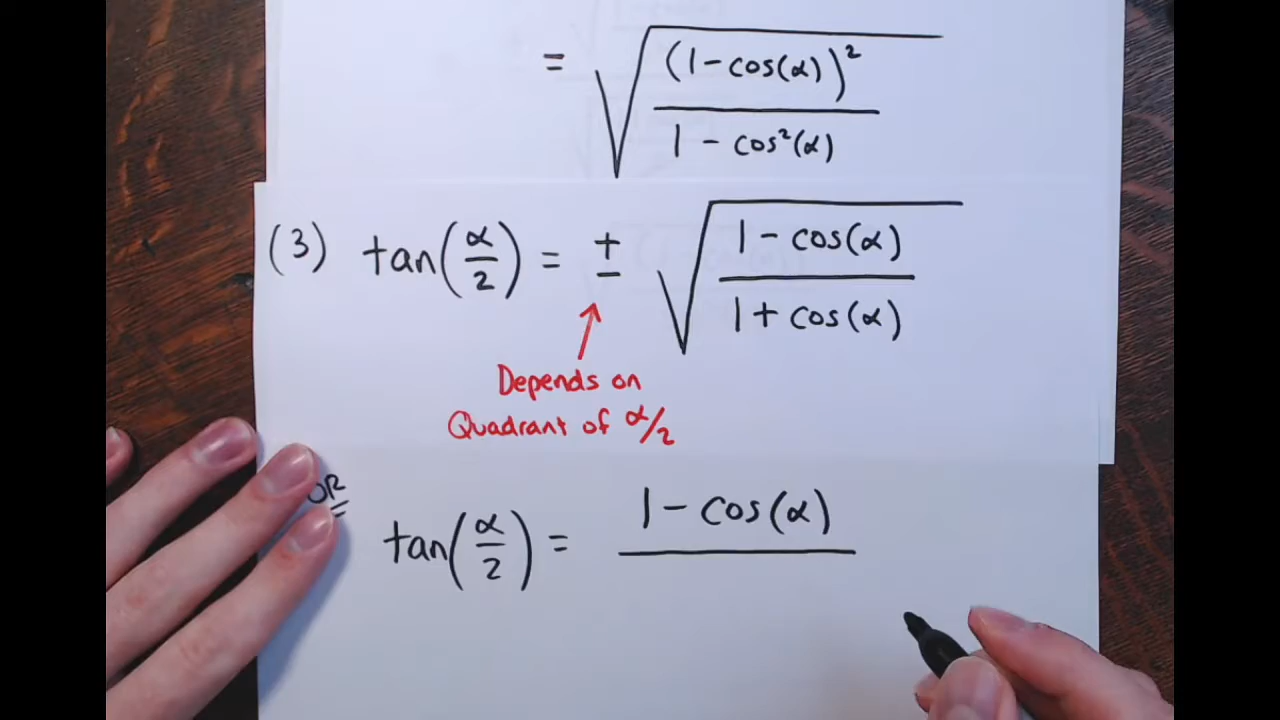 = √((1-cos(α))² / (1 - cos²(α)))
(3) tan(α/2) = ± √((1 - cos(α)) / (1 + cos(α)))
Depends on
Quadrant of α/2
OR
tan(α/2) = 1 - cos(α)